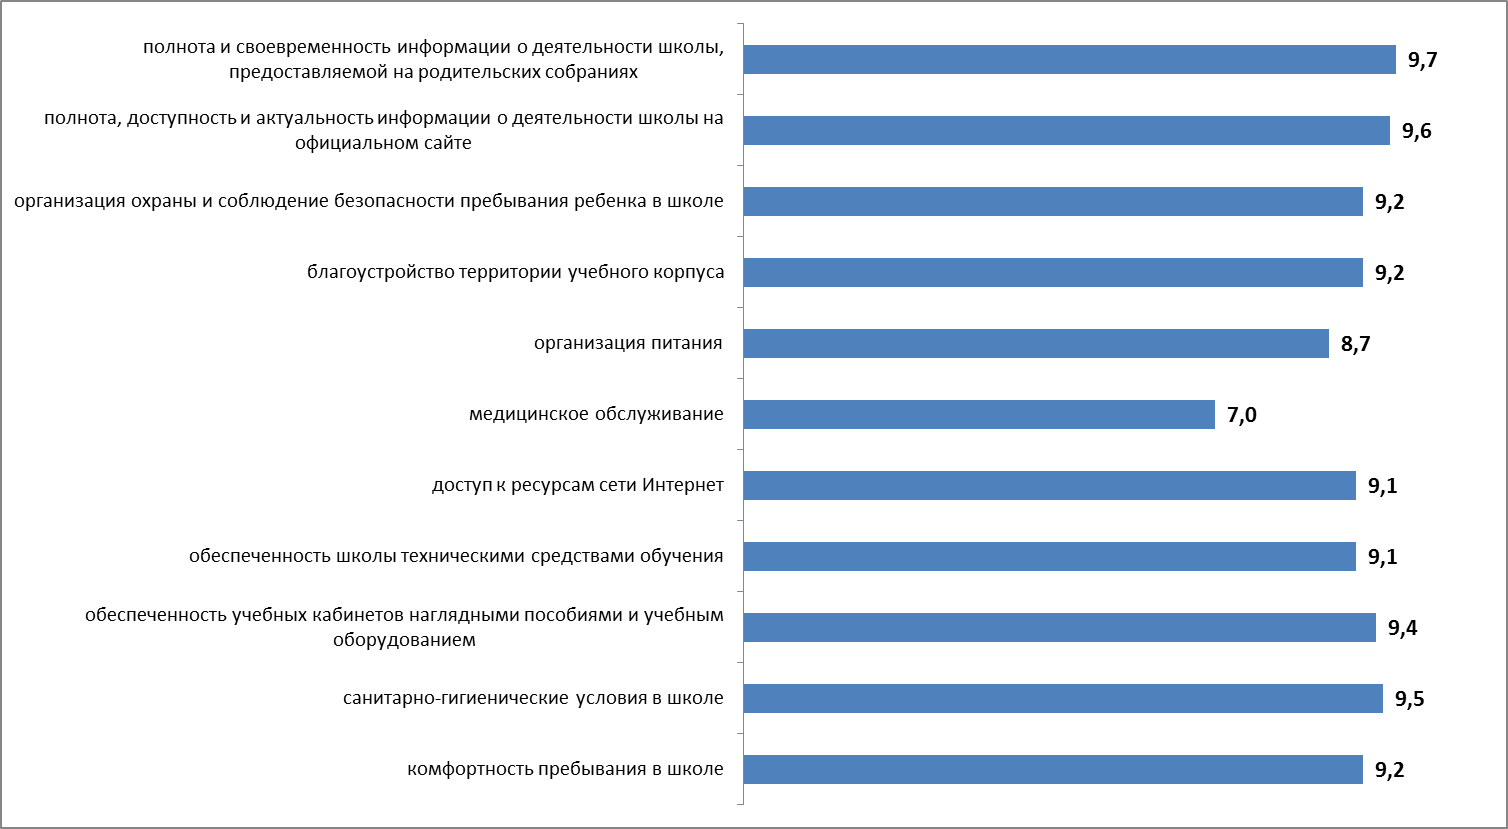 полнота и своевременность информации о деятельности школы,
предоставляемой на родительских собраниях
9,7
полнота, доступность и актуальность информации о деятельности школы на
официальном сайте
9,6
организация охраны и соблюдение безопасности пребывания ребенка в школе
9,2
благоустройство территории учебного корпуса
9,2
организация питания
8,7
медицинское обслуживание
7,0
доступ к ресурсам сети Интернет
9,1
обеспеченность школы техническими средствами обучения
9,1
обеспеченность учебных кабинетов наглядными пособиями и учебным
оборудованием
9,4
санитарно-гигиенические условия в школе
9,5
комфортность пребывания в школе
9,2